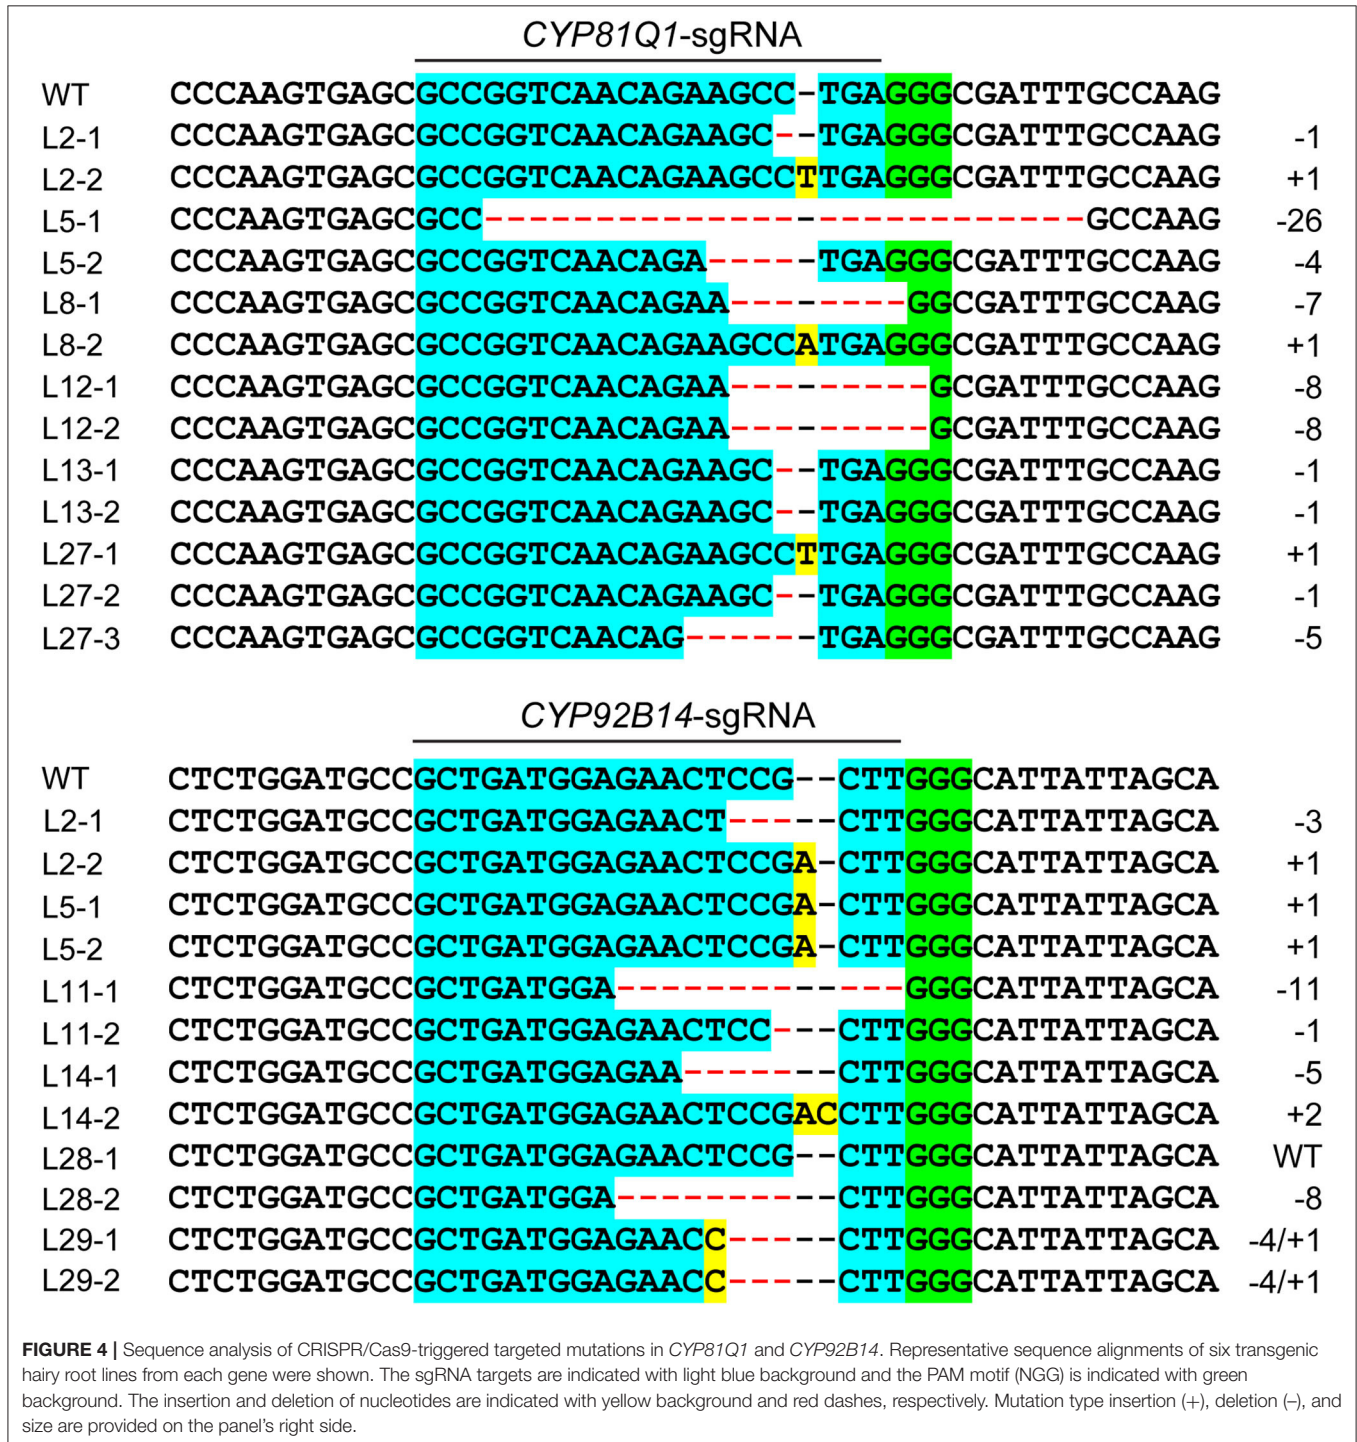 CYP81Q1-sgRNA
WT CCCAAGTGAGCGCCGGTCAACAGAAGCC-TGAGGGCGATTTGCCAAG
L2-1 CCCAAGTGAGCGCCGGTCAACAGAAGC--TGAGGGCGATTTGCCAAG -1
L2-2 CCCAAGTGAGCGCCGGTCAACAGAAGCCTTGAGGGCGATTTGCCAAG +1
L5-1 CCCAAGTGAGCGCC---------------------------GCCAAG -26
L5-2 CCCAAGTGAGCGCCGGTCAACAGA-----TGAGGGCGATTTGCCAAG -4
L8-1 CCCAAGTGAGCGCCGGTCAACAGAA--------GGCGATTTGCCAAG -7
L8-2 CCCAAGTGAGCGCCGGTCAACAGAAGCCATGAGGGCGATTTGCCAAG +1
L12-1 CCCAAGTGAGCGCCGGTCAACAGAA---------GCGATTTGCCAAG -8
L12-2 CCCAAGTGAGCGCCGGTCAACAGAA---------GCGATTTGCCAAG -8
L13-1 CCCAAGTGAGCGCCGGTCAACAGAAGC--TGAGGGCGATTTGCCAAG -1
L13-2 CCCAAGTGAGCGCCGGTCAACAGAAGC--TGAGGGCGATTTGCCAAG -1
L27-1 CCCAAGTGAGCGCCGGTCAACAGAAGCCTTGAGGGCGATTTGCCAAG +1
L27-2 CCCAAGTGAGCGCCGGTCAACAGAAGC--TGAGGGCGATTTGCCAAG -1
L27-3 CCCAAGTGAGCGCCGGTCAACAG------TGAGGGCGATTTGCCAAG -5
CYP92B14-sgRNA
WT CTCTGGATGCCGCTGATGGAGAACTCCG--CTTGGGCATTATTAGCA
L2-1 CTCTGGATGCCGCTGATGGAGAACT-----CTTGGGCATTATTAGCA -3
L2-2 CTCTGGATGCCGCTGATGGAGAACTCCGA-CTTGGGCATTATTAGCA +1
L5-1 CTCTGGATGCCGCTGATGGAGAACTCCGA-CTTGGGCATTATTAGCA +1
L5-2 CTCTGGATGCCGCTGATGGAGAACTCCGA-CTTGGGCATTATTAGCA +1
L11-1 CTCTGGATGCCGCTGATGGA-------------GGGCATTATTAGCA -11
L11-2 CTCTGGATGCCGCTGATGGAGAACTCC---CTTGGGCATTATTAGCA -1
L14-1 CTCTGGATGCCGCTGATGGAGAA-------CTTGGGCATTATTAGCA -5
L14-2 CTCTGGATGCCGCTGATGGAGAACTCCGACCTTGGGCATTATTAGCA +2
L28-1 CTCTGGATGCCGCTGATGGAGAACTCCG--CTTGGGCATTATTAGCA WT
L28-2 CTCTGGATGCCGCTGATGGA----------CTTGGGCATTATTAGCA -8
L29-1 CTCTGGATGCCGCTGATGGAGAACC-----CTTGGGCATTATTAGCA -4/+1
L29-2 CTCTGGATGCCGCTGATGGAGAACC-----CTTGGGCATTATTAGCA -4/+1
FIGURE 4 | Sequence analysis of CRISPR/Cas9-triggered targeted mutations in CYP81Q1 and CYP92B14. Representative sequence alignments of six transgenic
hairy root lines from each gene were shown. The sgRNA targets are indicated with light blue background and the PAM motif (NGG) is indicated with green
background. The insertion and deletion of nucleotides are indicated with yellow background and red dashes, respectively. Mutation type insertion (+), deletion (–), and
size are provided on the panel's right side.